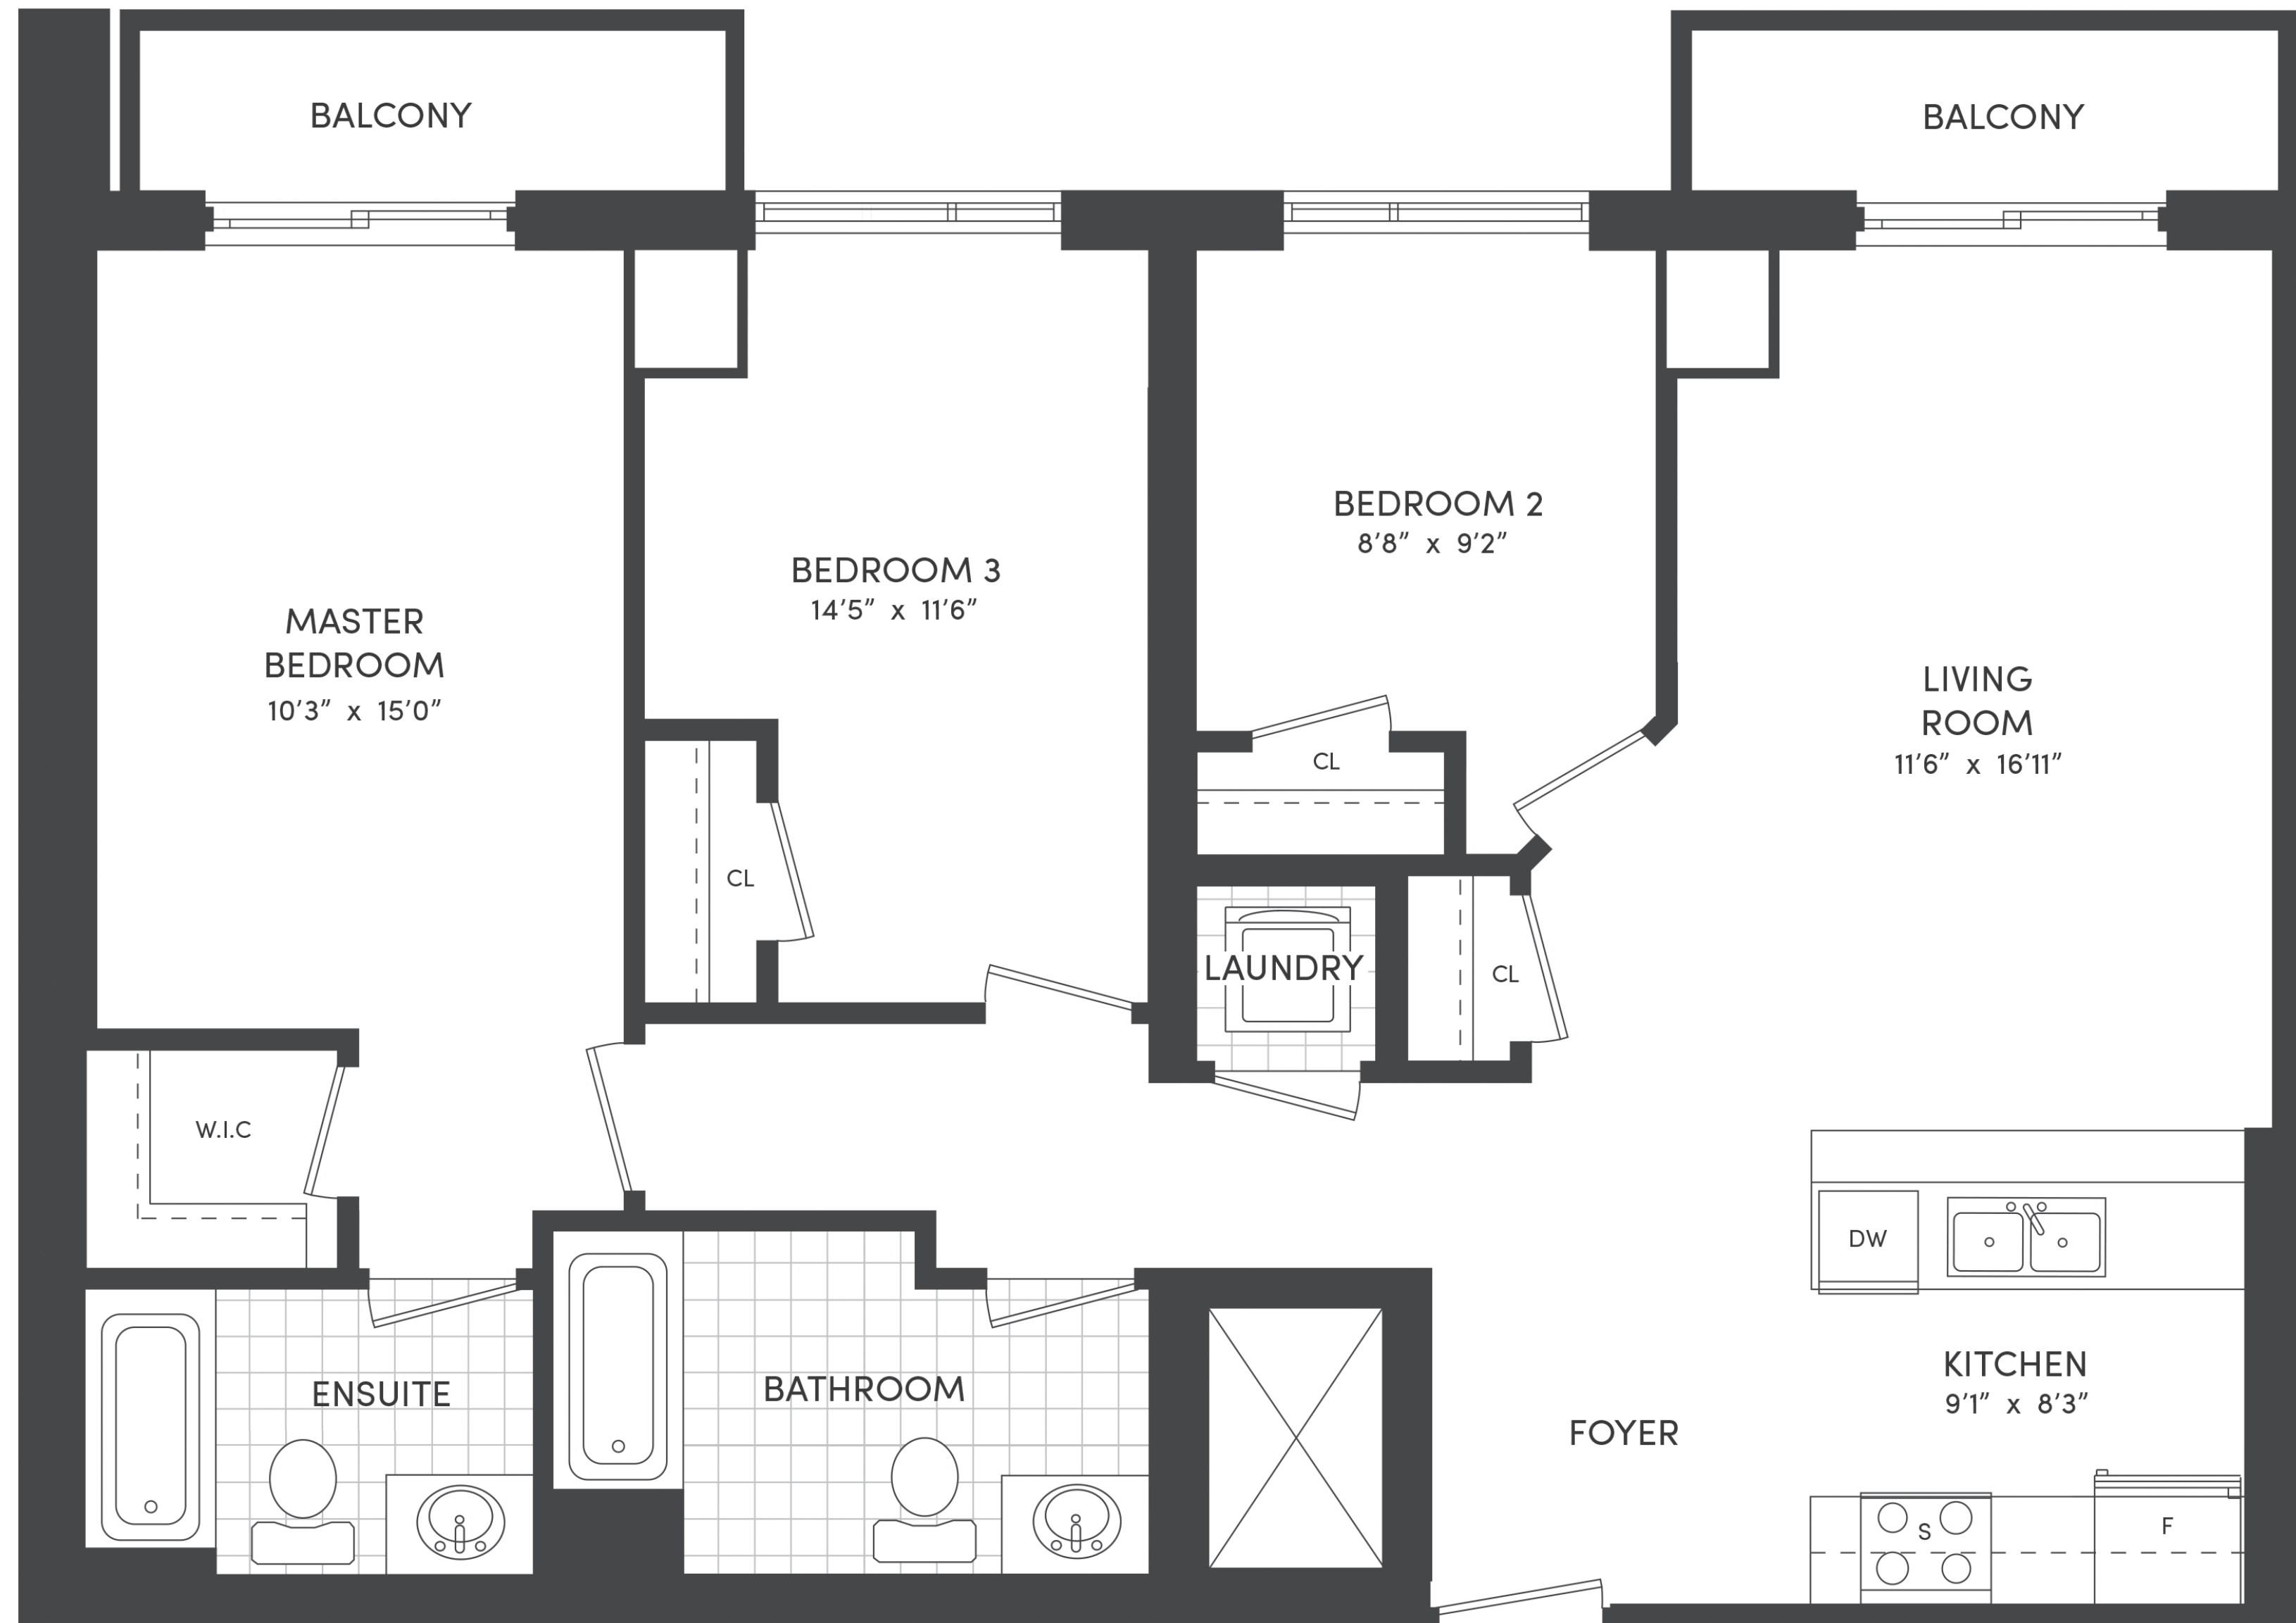 BALCONY
BALCONY
BEDROOM 2
8’8” x 9’2”
BEDROOM 3
14’5” x 11’6”
MASTER
BEDROOM
10’3” x 15’0”
LIVING
ROOM
11’6” x 16’11”
CL
CL
LAUNDRY
CL
W.I.C
DW
KITCHEN
9’1” x 8’3”
ENSUITE
BATHROOM
FOYER
S
F